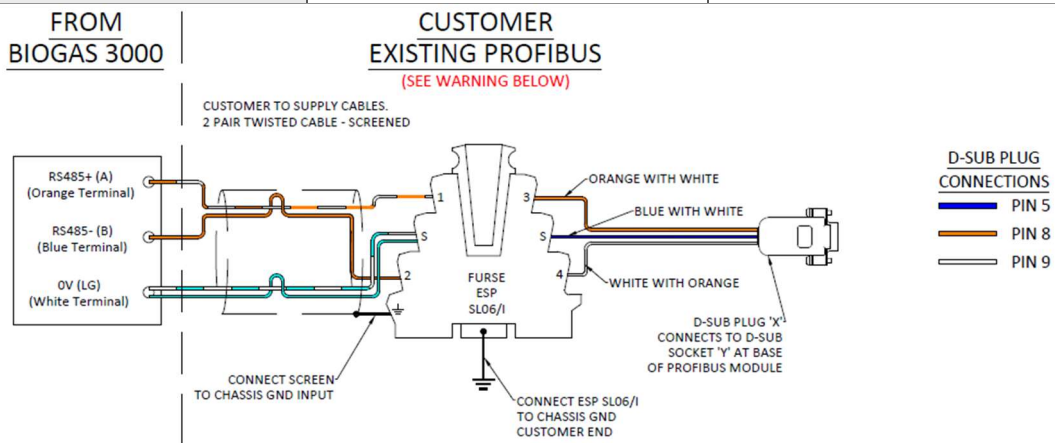 FROM
BIOGAS 3000
CUSTOMER
EXISTING PROFIBUS
(SEE WARNING BELOW)
CUSTOMER TO SUPPLY CABLES.
2 PAIR TWISTED CABLE - SCREENED
RS485+ (A)
(Orange Terminal)
RS485- (B)
(Blue Terminal)
0V (LG)
(White Terminal)
1
S
2
3
S
4
FURSE
ESP
SL06/I
ORANGE WITH WHITE
BLUE WITH WHITE
WHITE WITH ORANGE
D-SUB PLUG
CONNECTIONS
PIN 5
PIN 8
PIN 9
D-SUB PLUG 'X'
CONNECTS TO D-SUB
SOCKET 'Y' AT BASE
OF PROFIBUS MODULE
CONNECT SCREEN
TO CHASSIS GND INPUT
CONNECT ESP SL06/I
TO CHASSIS GND
CUSTOMER END